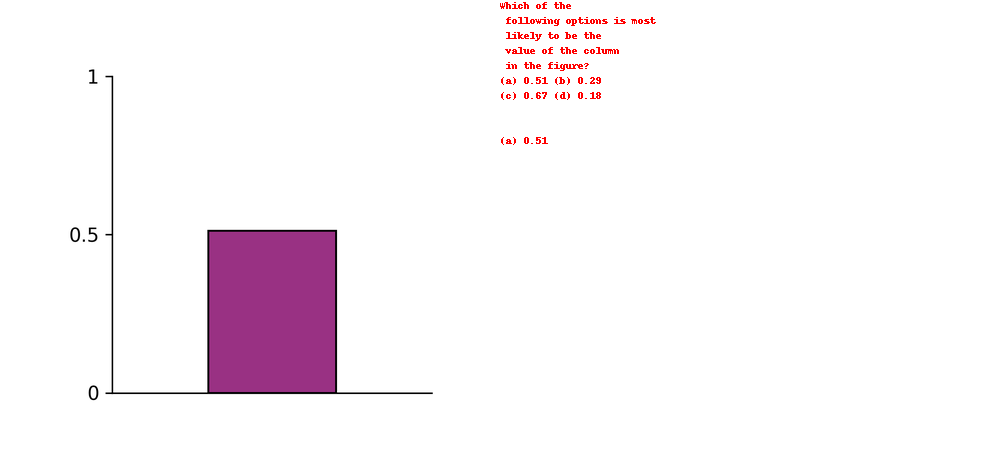 1
0.5
0
Which of the
following options is most
likely to be the
value of the column
in the figure?
(a) 0.51 (b) 0.29
(c) 0.67 (d) 0.18
(a) 0.51